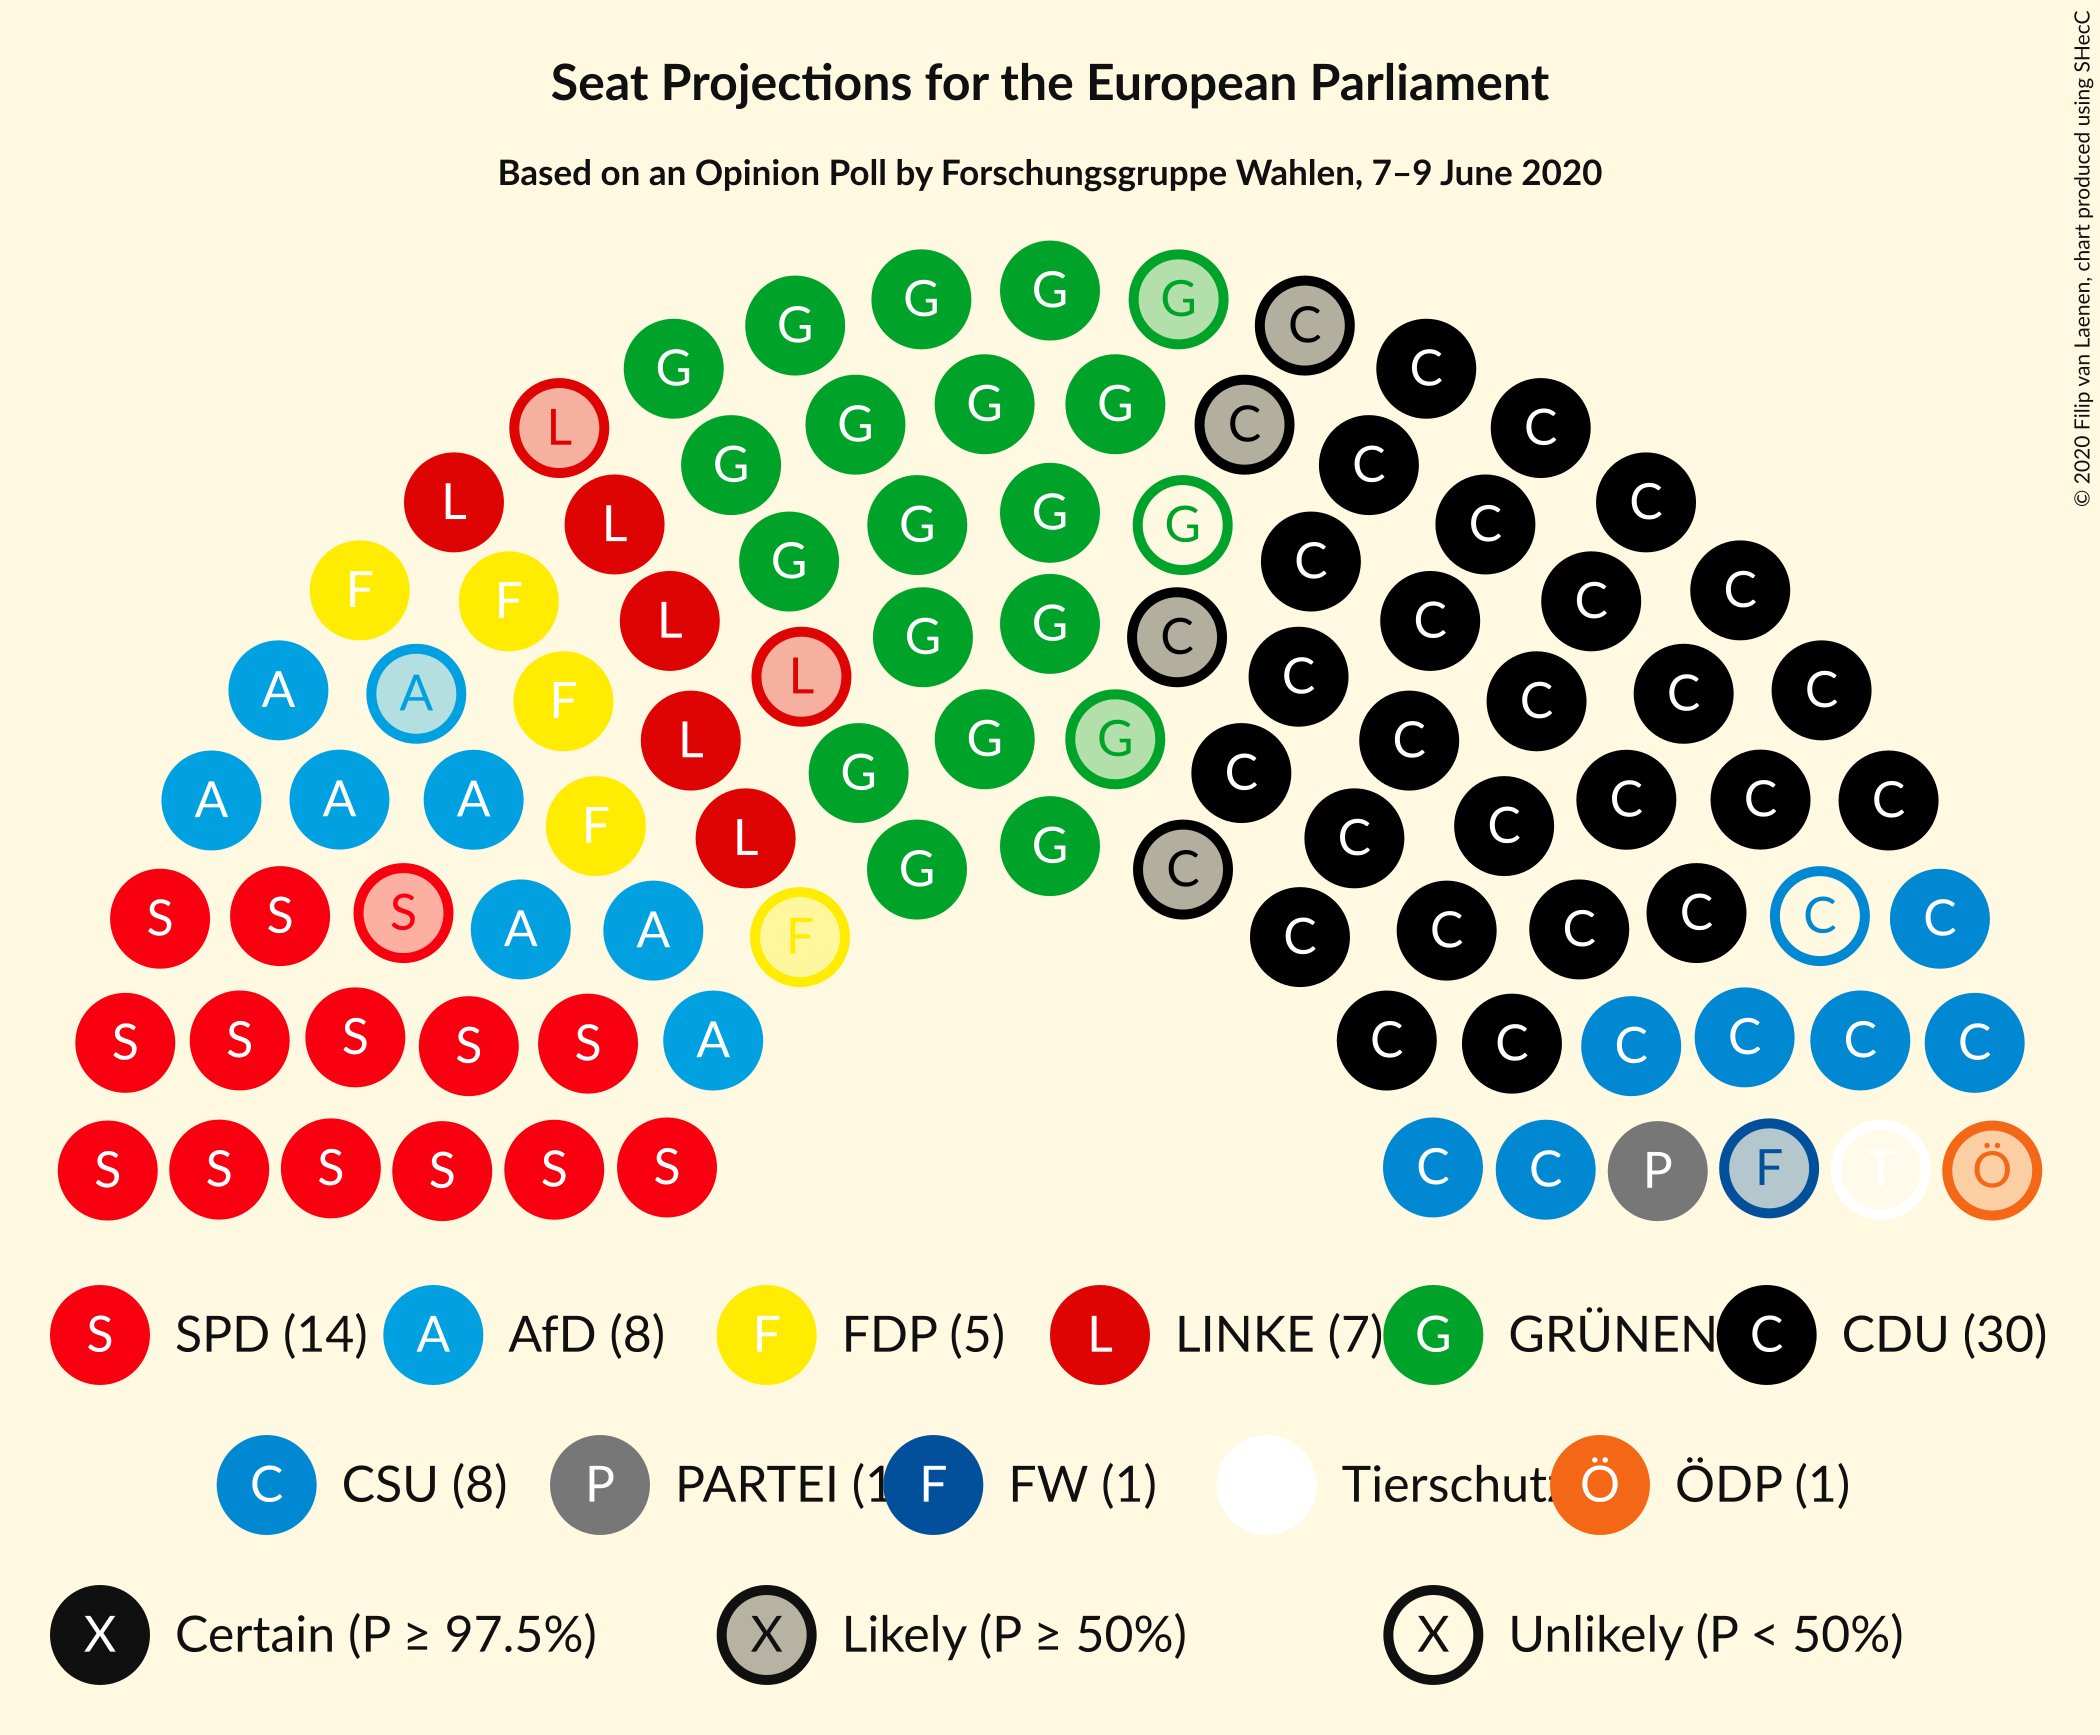 Seat Projections for the European Parliament
Based on an Opinion Poll by Forschungsgruppe Wahlen, 7–9 June 2020
© 2020 Filip van Laenen, chart produced using SHecC
G G G G G C C
L G G G C C
L G G C C C
L G G G C C
F F L G G C C C
L L G C C C
A A F L G G C C C C
A A A F L G C C C C C C
S S S A A F G G C C C C C C C
S S S S S A C C C C C C
S S S S S S C C P F T Ö
S SPD (14) A AfD (8) F FDP (5) L LINKE (7) G GRÜNEN C CDU (30)
C CSU (8) P PARTEI (1 F FW (1) Tierschutz Ö ÖDP (1)
X Certain (P ≥ 97.5%) X Likely (P ≥ 50%) X Unlikely (P < 50%)